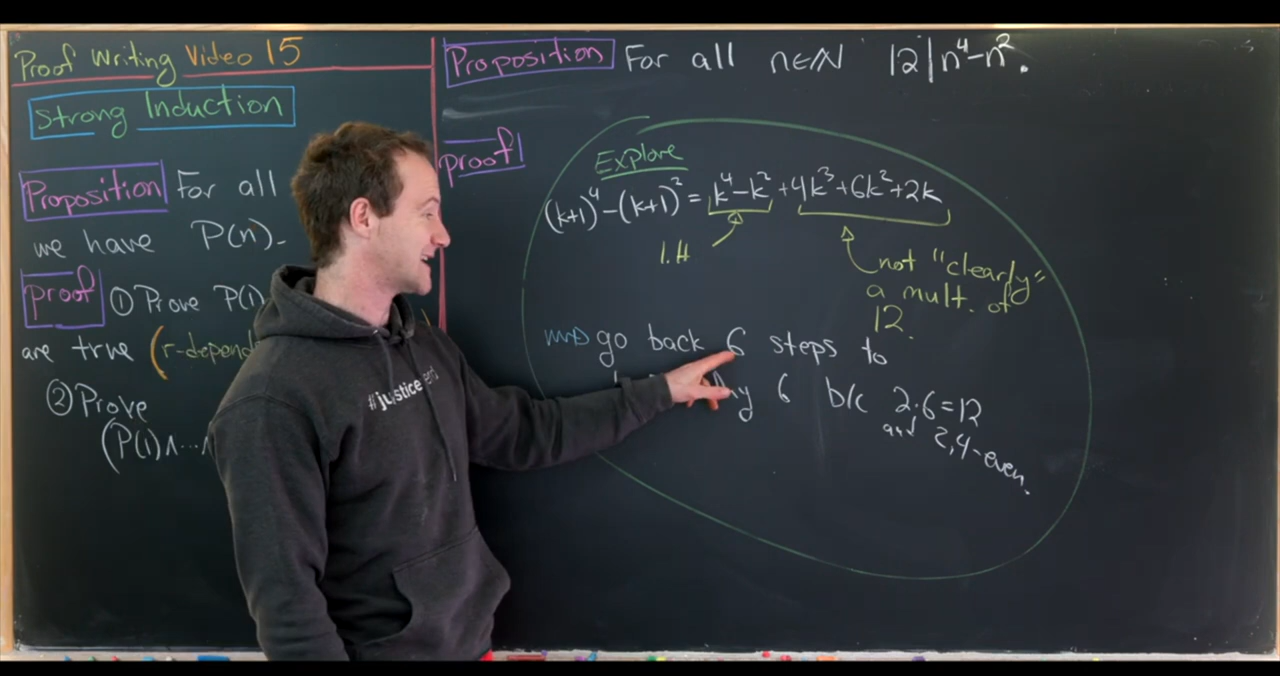 Proof Writing Video 15
Strong Induction
Proposition For all
we have P(n).
proof ① Prove P(1)
are true (r-depend
② Prove
(P(1)∧...∧
Proposition For all n∈ℕ 12|n⁴-n².
proof
Explore
(k+1)⁴-(k+1)²=k⁴-k²+4k³+6k²+2k
I.H
not "clearly"
a mult. of
12.
⇝ go back 6 steps to
6 b/c 2·6=12
and 2,4-even.
#justice